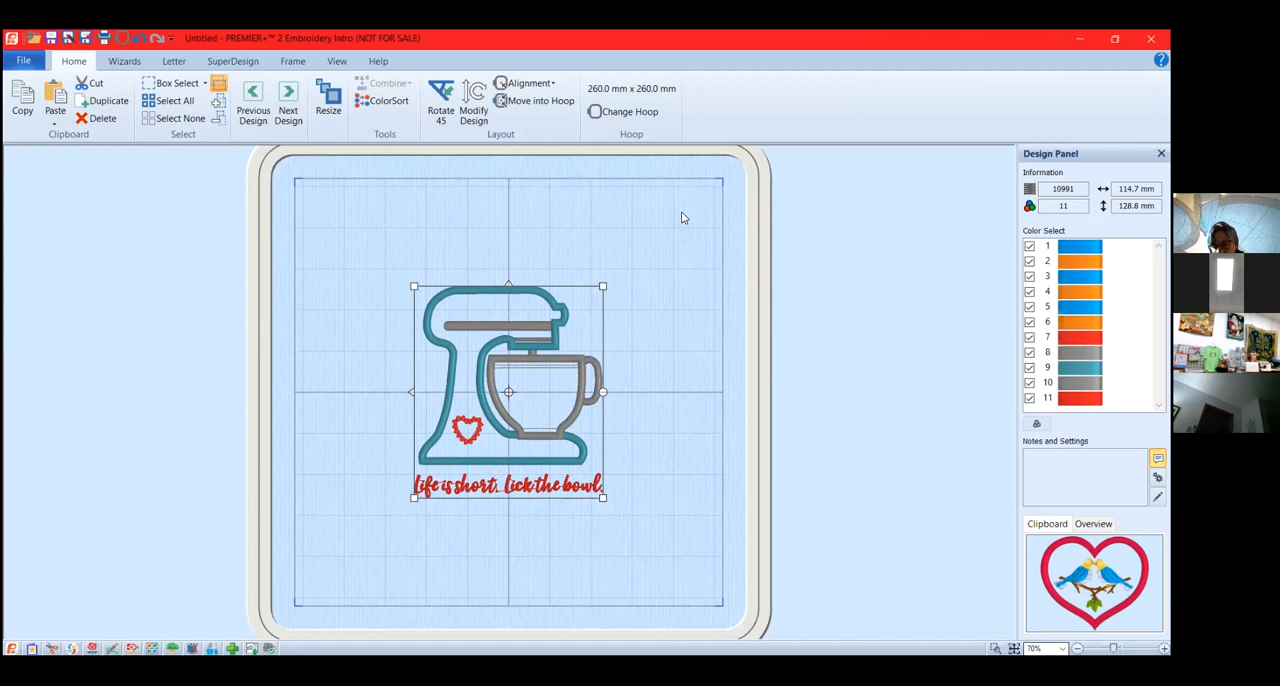 Untitled - PREMIER+™ 2 Embroidery Intro (NOT FOR SALE)
File Home Wizards Letter SuperDesign Frame View Help
Copy Paste Cut Duplicate Delete
Clipboard
Box Select
Select All
Select None
Select
Previous Design Next Design
Resize
Combine
ColorSort
Tools
Rotate 45 Modify Design
Alignment
Move into Hoop
Layout
260.0 mm x 260.0 mm
Change Hoop
Hoop
Life is short. Lick the bowl.
Design Panel
Information
10991 114.7 mm
11 128.8 mm
Color Select
1
2
3
4
5
6
7
8
9
10
11
Notes and Settings
Clipboard Overview
70%